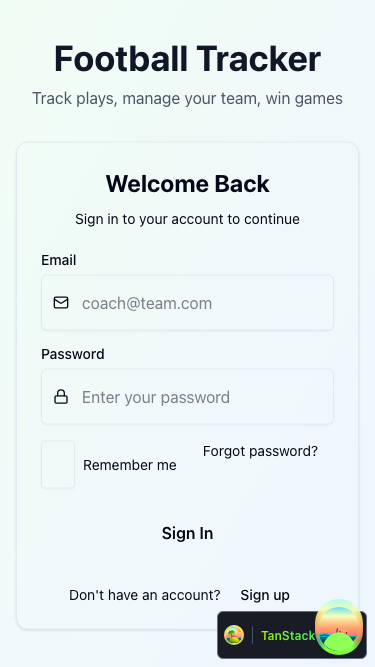 Football Tracker
Track plays, manage your team, win games
Welcome Back
Sign in to your account to continue
Email
coach@team.com
Password
Enter your password
Remember me
Forgot password?
Sign In
Don't have an account? Sign up
TanStack